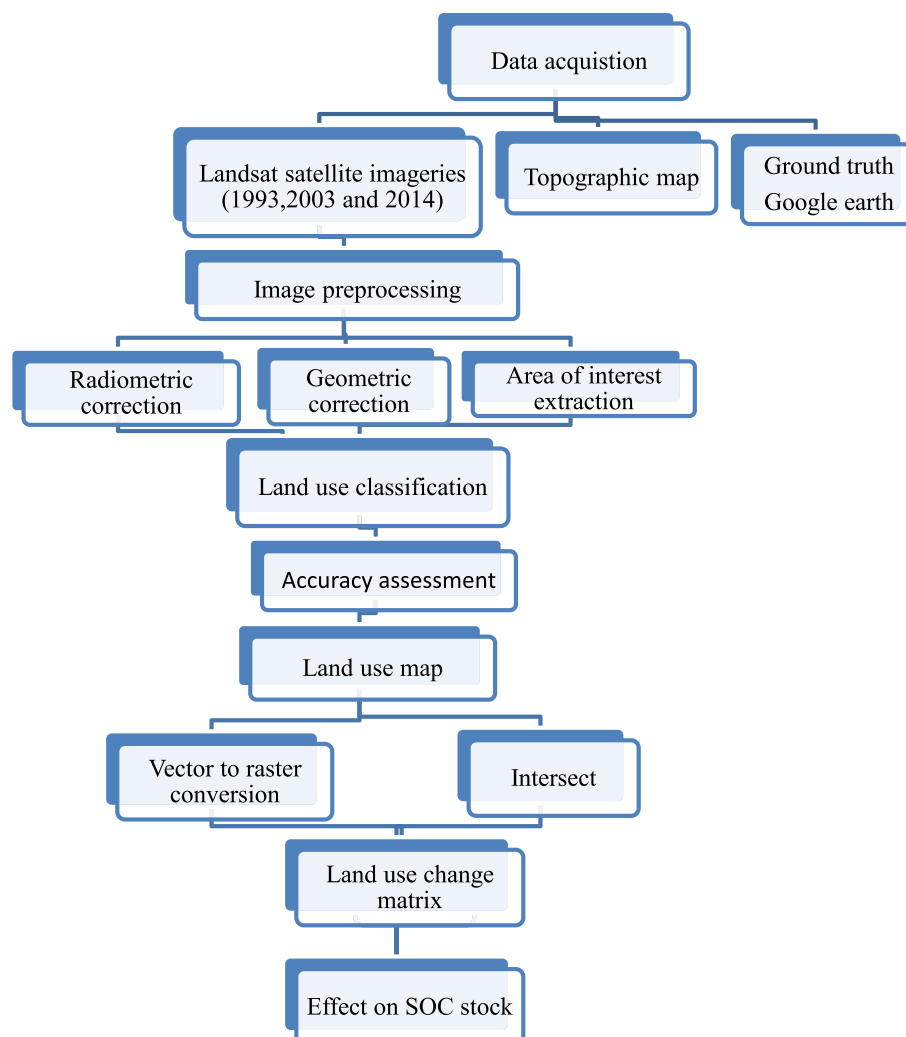 Data acquistion
Landsat satellite imageries
(1993,2003 and 2014)
Topographic map
Ground truth
Google earth
Image preprocessing
Radiometric
correction
Geometric
correction
Area of interest
extraction
Land use classification
Accuracy assessment
Land use map
Vector to raster
conversion
Intersect
Land use change
matrix
Effect on SOC stock